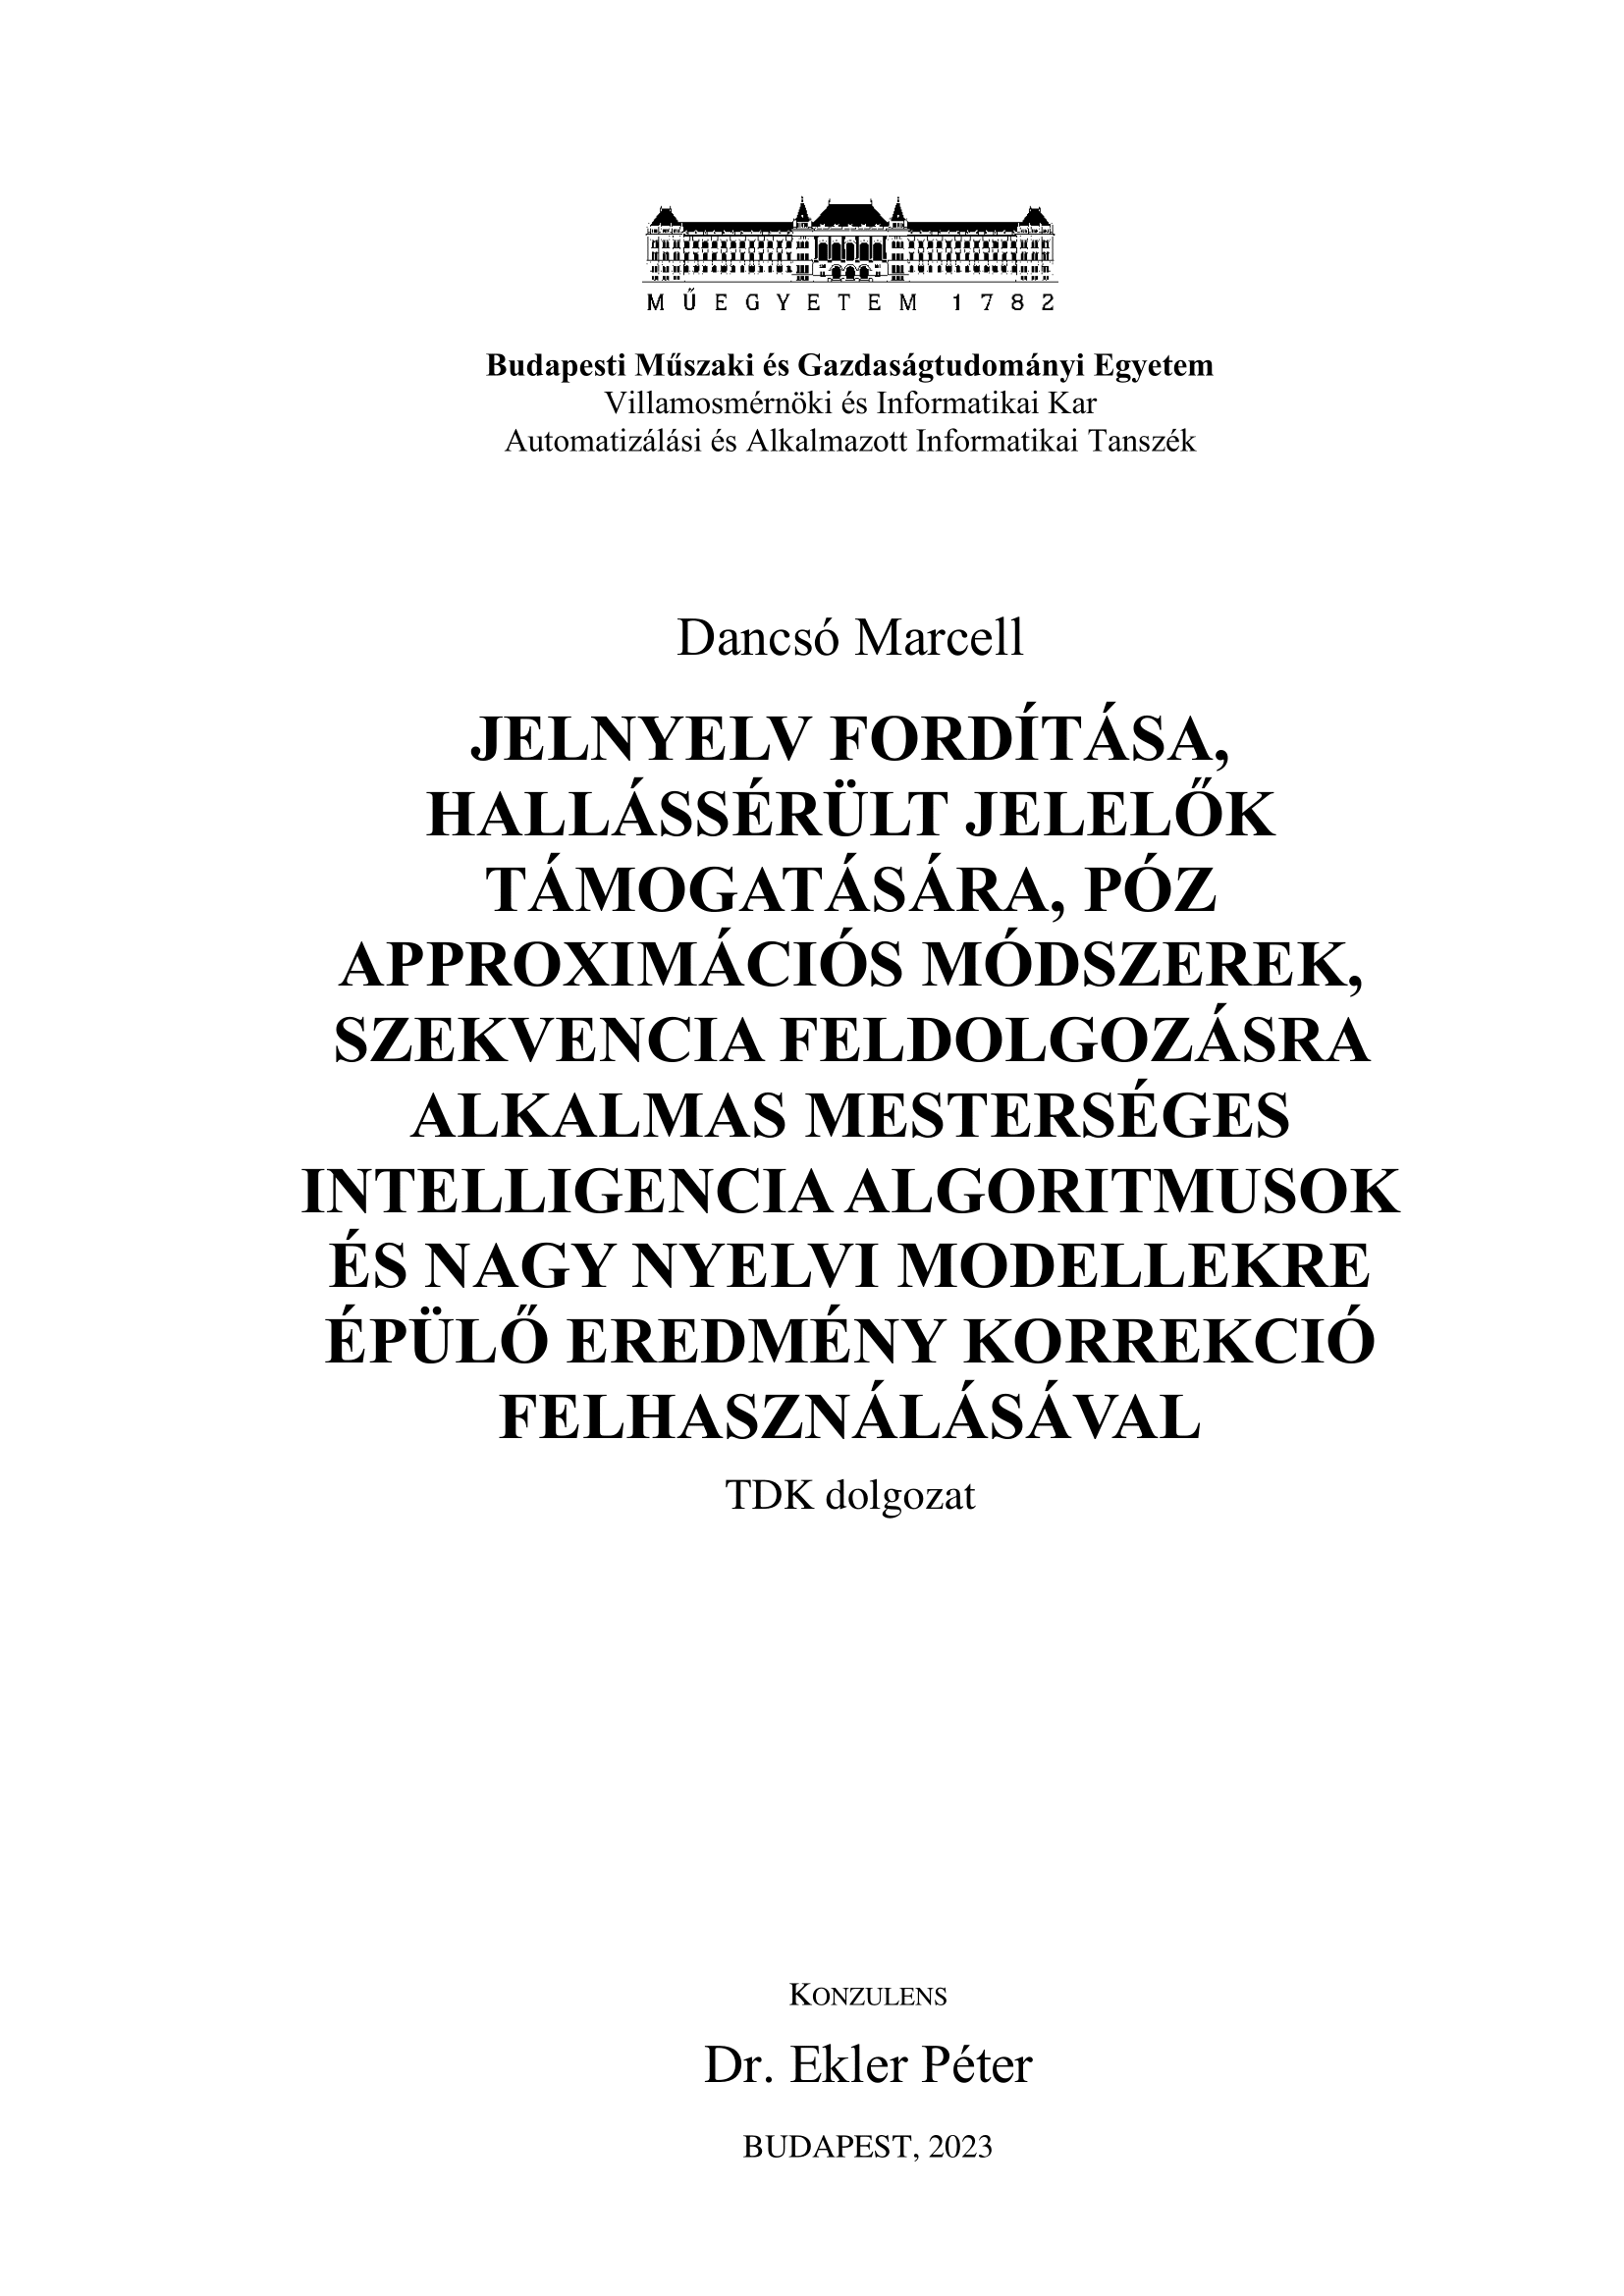 MŰEGYETEM 1782
Budapesti Műszaki és Gazdaságtudományi Egyetem
Villamosmérnöki és Informatikai Kar
Automatizálási és Alkalmazott Informatikai Tanszék
Dancsó Marcell
JELNYELV FORDÍTÁSA,
HALLÁSSÉRÜLT JELELŐK
TÁMOGATÁSÁRA, PÓZ
APPROXIMÁCIÓS MÓDSZEREK,
SZEKVENCIA FELDOLGOZÁSRA
ALKALMAS MESTERSÉGES
INTELLIGENCIA ALGORITMUSOK
ÉS NAGY NYELVI MODELLEKRE
ÉPÜLŐ EREDMÉNY KORREKCIÓ
FELHASZNÁLÁSÁVAL
TDK dolgozat
KONZULENS
Dr. Ekler Péter
BUDAPEST, 2023